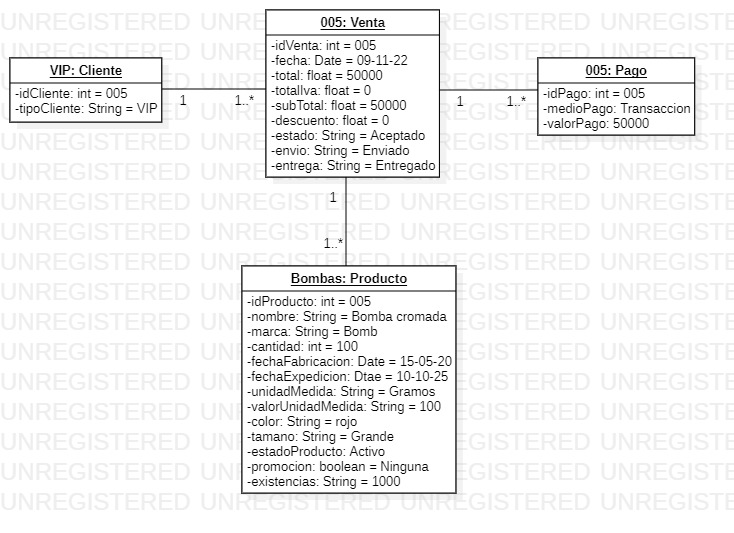 VIP: Cliente
-idCliente: int = 005
-tipoCliente: String = VIP
1
1..*
005: Venta
-idVenta: int = 005
-fecha: Date = 09-11-22
-total: float = 50000
-totalIva: float = 0
-subTotal: float = 50000
-descuento: float = 0
-estado: String = Aceptado
-envio: String = Enviado
-entrega: String = Entregado
1
1..*
005: Pago
-idPago: int = 005
-medioPago: Transaccion
-valorPago: 50000
1
1..*
Bombas: Producto
-idProducto: int = 005
-nombre: String = Bomba cromada
-marca: String = Bomb
-cantidad: int = 100
-fechaFabricacion: Date = 15-05-20
-fechaExpedicion: Dtae = 10-10-25
-unidadMedida: String = Gramos
-valorUnidadMedida: String = 100
-color: String = rojo
-tamano: String = Grande
-estadoProducto: Activo
-promocion: boolean = Ninguna
-existencias: String = 1000
UNREGISTERED UNREGISTERED UNREGISTERED UNREGISTERED